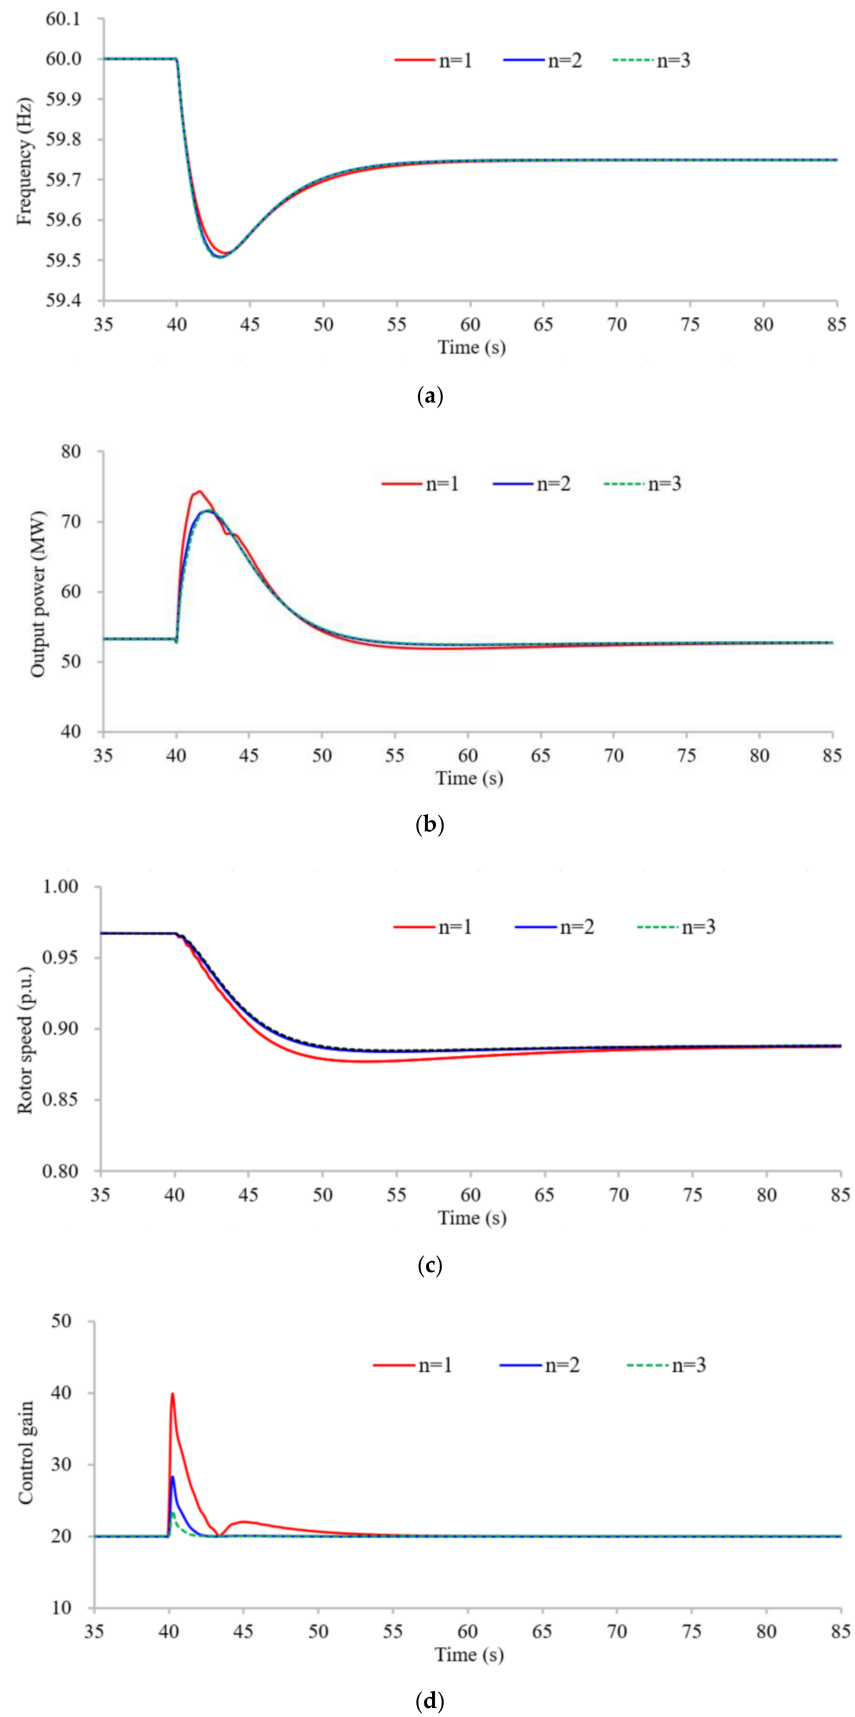 60.1
60.0
59.9
59.8
59.7
59.6
59.5
59.4
Frequency (Hz)
n=1 n=2 n=3
35 40 45 50 55 60 65 70 75 80 85
Time (s)
(a)
80
70
60
50
40
Output power (MW)
n=1 n=2 n=3
35 40 45 50 55 60 65 70 75 80 85
Time (s)
(b)
1.00
0.95
0.90
0.85
0.80
Rotor speed (p.u.)
n=1 n=2 n=3
35 40 45 50 55 60 65 70 75 80 85
Time (s)
(c)
50
40
30
20
10
Control gain
n=1 n=2 n=3
35 40 45 50 55 60 65 70 75 80 85
Time (s)
(d)